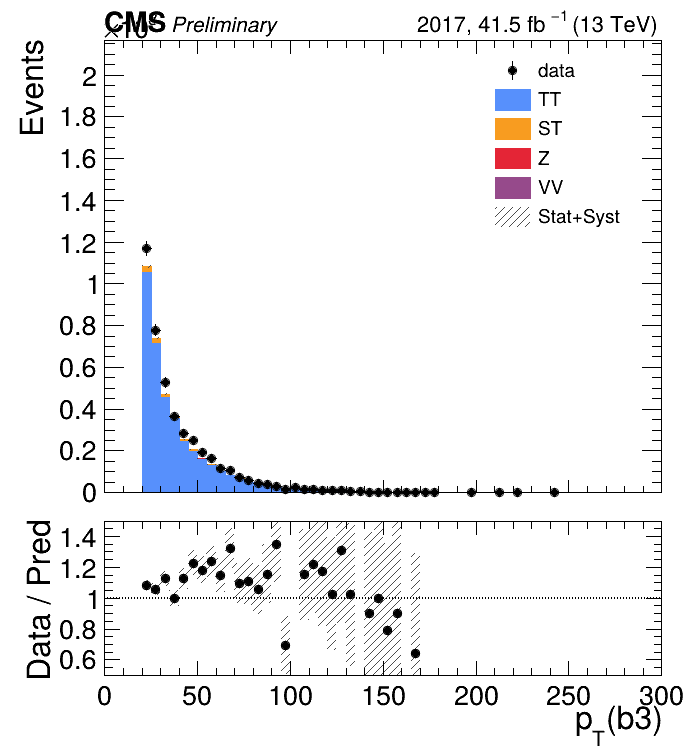 CMS Preliminary
2017, 41.5 fb⁻¹ (13 TeV)
Events
data
TT
ST
Z
VV
Stat+Syst
2
1.8
1.6
1.4
1.2
1
0.8
0.6
0.4
0.2
0
Data / Pred
1.4
1.2
1
0.8
0.6
0 50 100 150 200 250 300
p_T(b3)